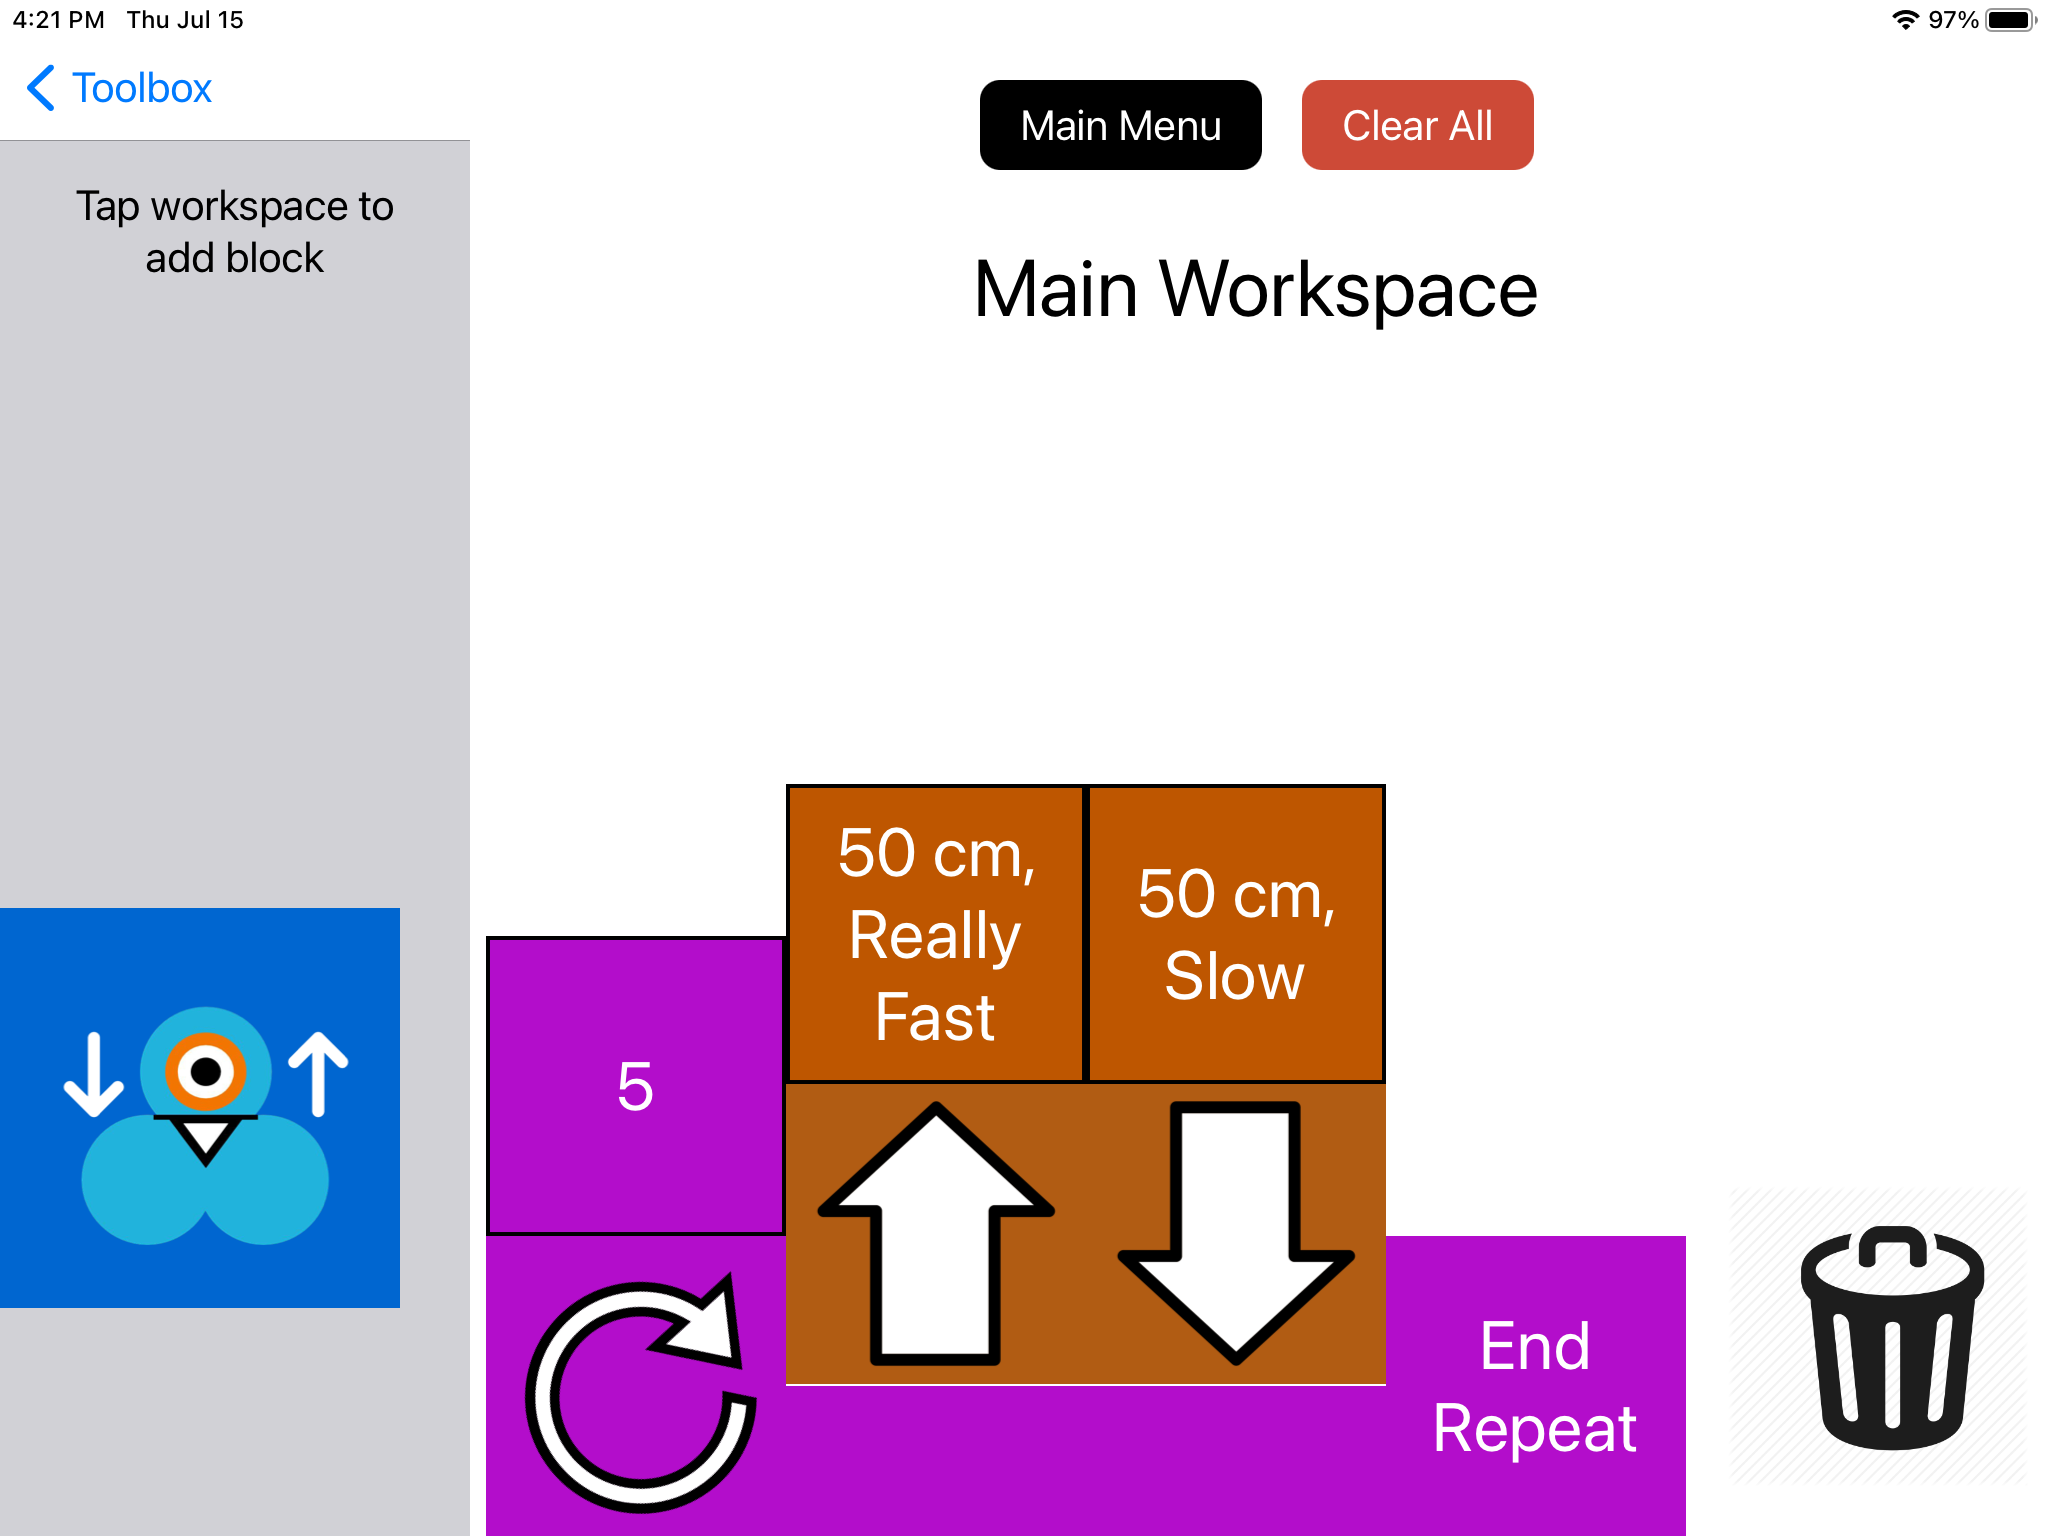 4:21 PM Thu Jul 15
97%
Toolbox
Main Menu
Clear All
Tap workspace to
add block
Main Workspace
50 cm,
Really
Fast
50 cm,
Slow
5
End
Repeat